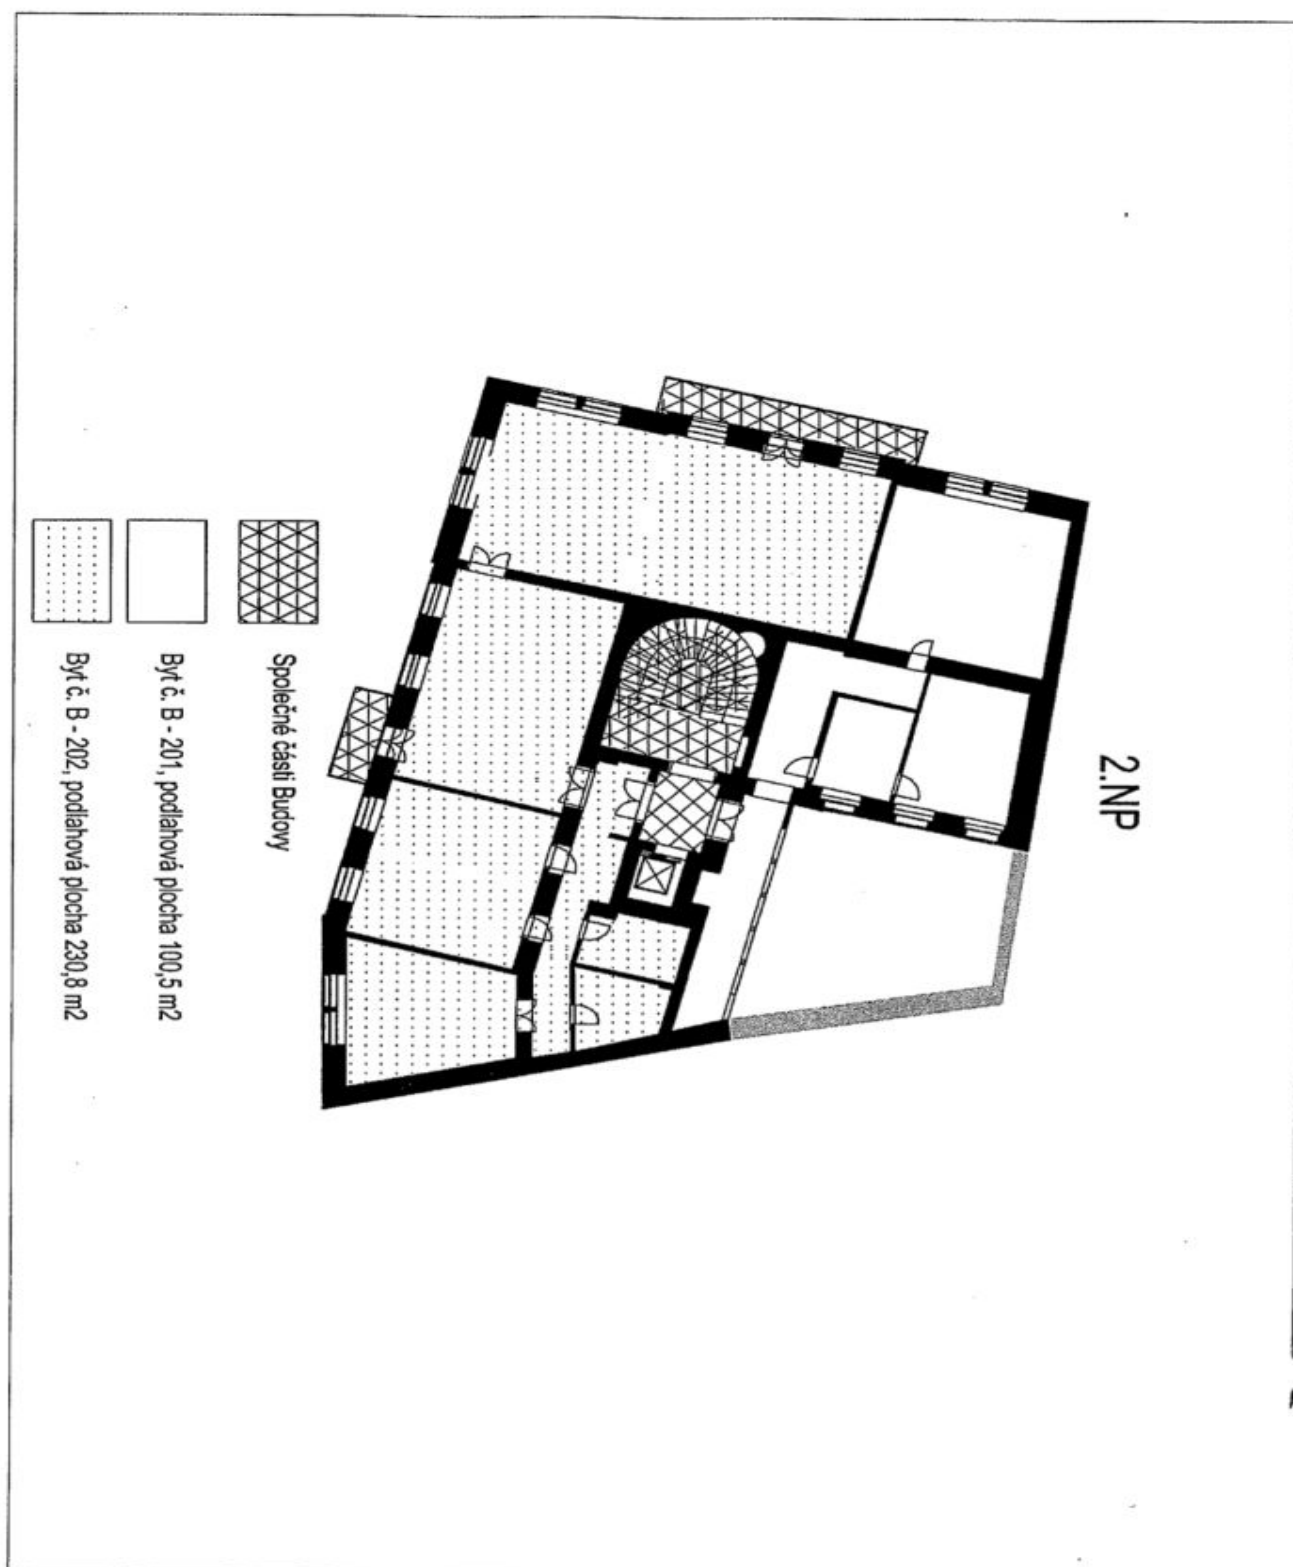 2.NP
Společné části Budovy
Byt č. B - 201, podlahová plocha 100,5 m2
Byt č. B - 202, podlahová plocha 230,8 m2